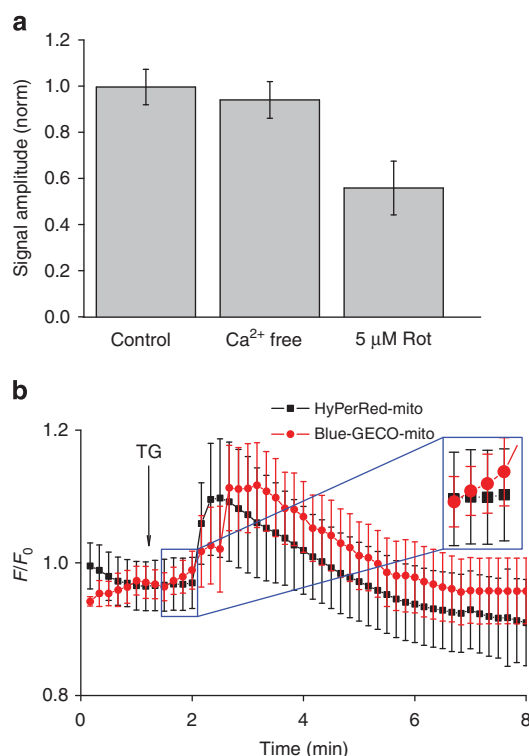 a
Signal amplitude (norm)
1.2
1.0
0.8
0.6
0.4
0.2
0.0
Control
Ca2+ free
5 μM Rot
b
HyPerRed-mito
Blue-GECO-mito
TG
F/F0
1.2
1.0
0.8
0
2
4
6
8
Time (min)